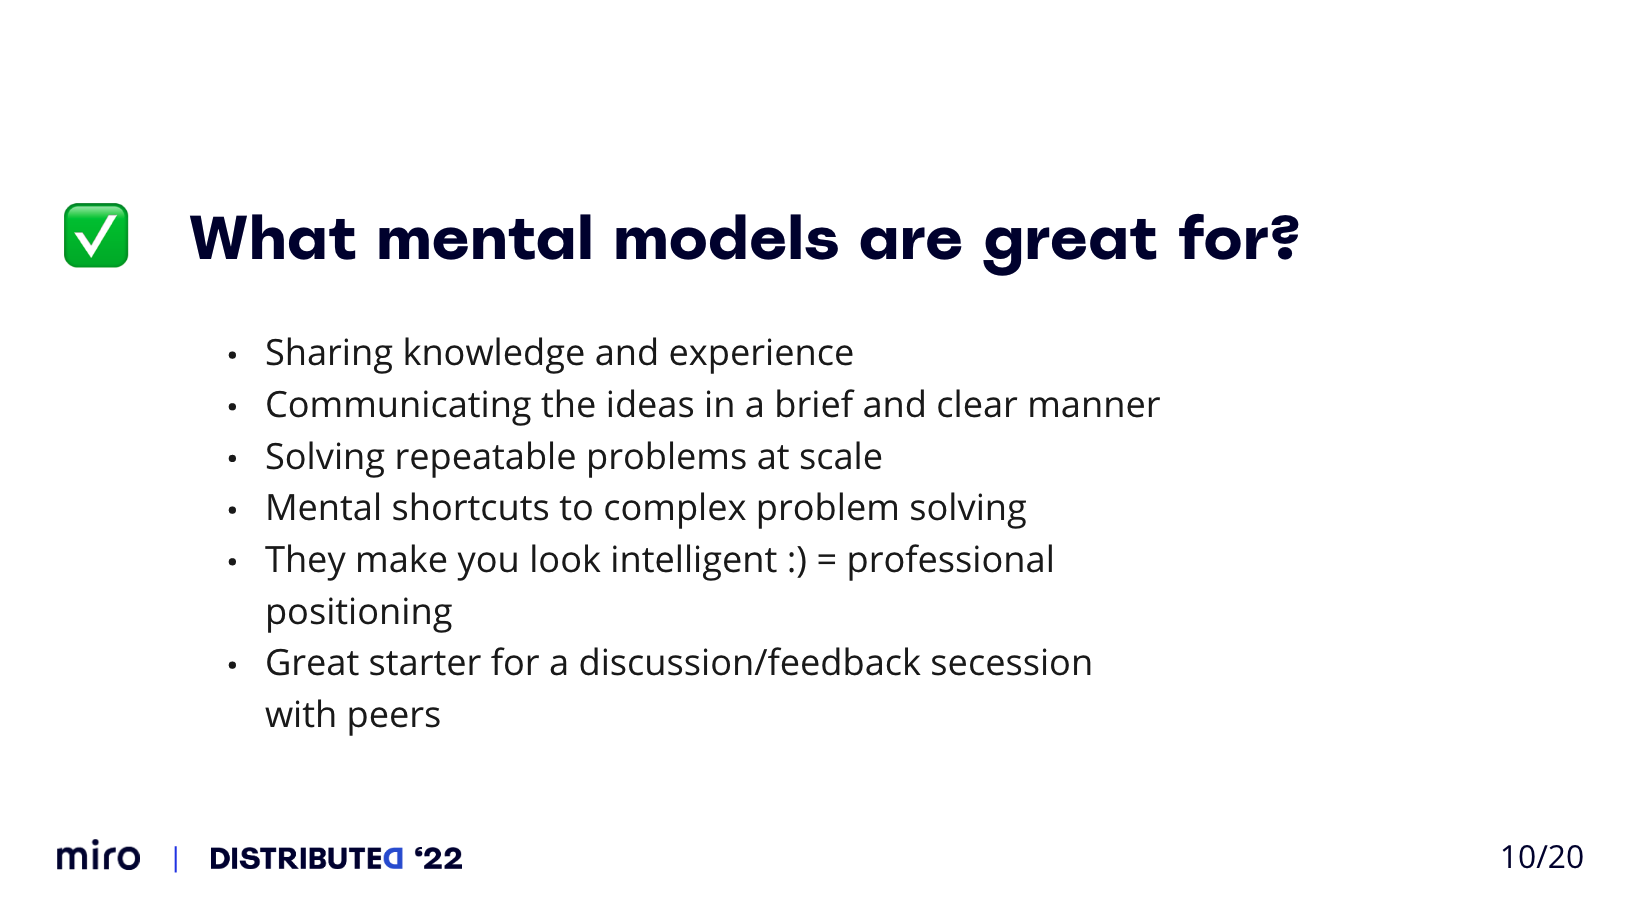 ✅ What mental models are great for?
• Sharing knowledge and experience
• Communicating the ideas in a brief and clear manner
• Solving repeatable problems at scale
• Mental shortcuts to complex problem solving
• They make you look intelligent :) = professional
positioning
• Great starter for a discussion/feedback secession
with peers
miro | DISTRIBUTED ‘22
10/20